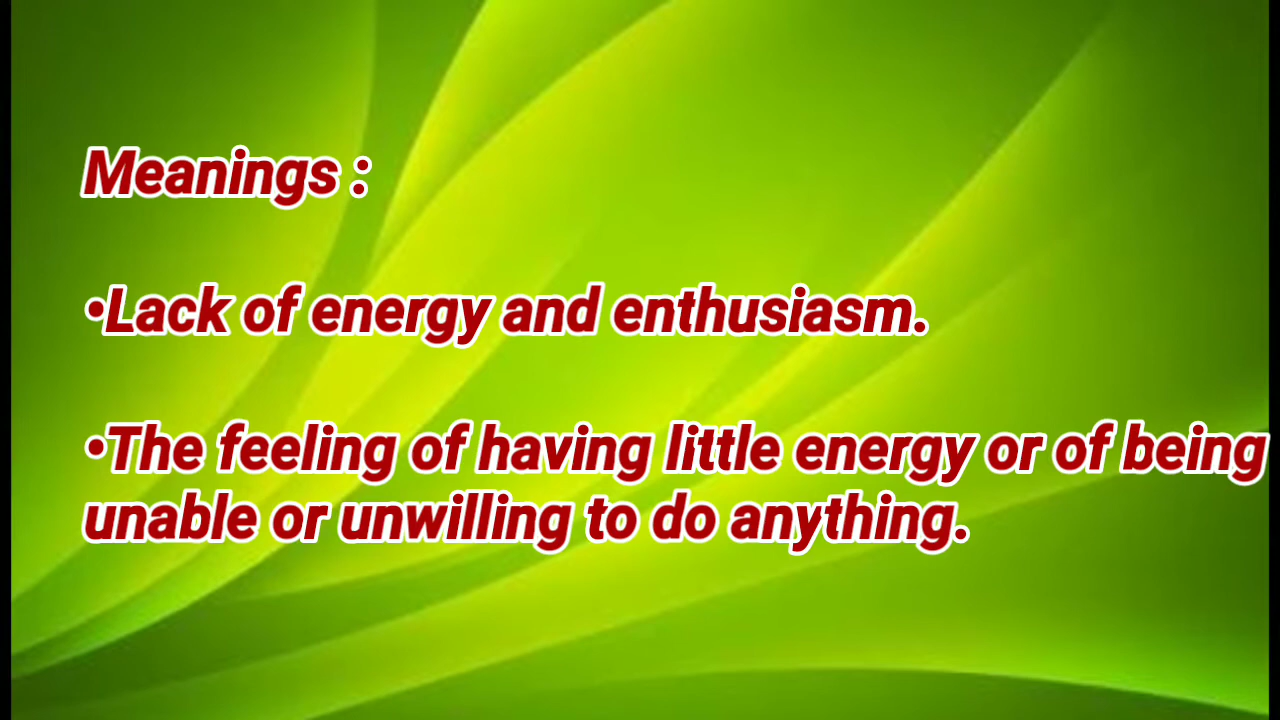 Meanings :
•Lack of energy and enthusiasm.
•The feeling of having little energy or of being
unable or unwilling to do anything.